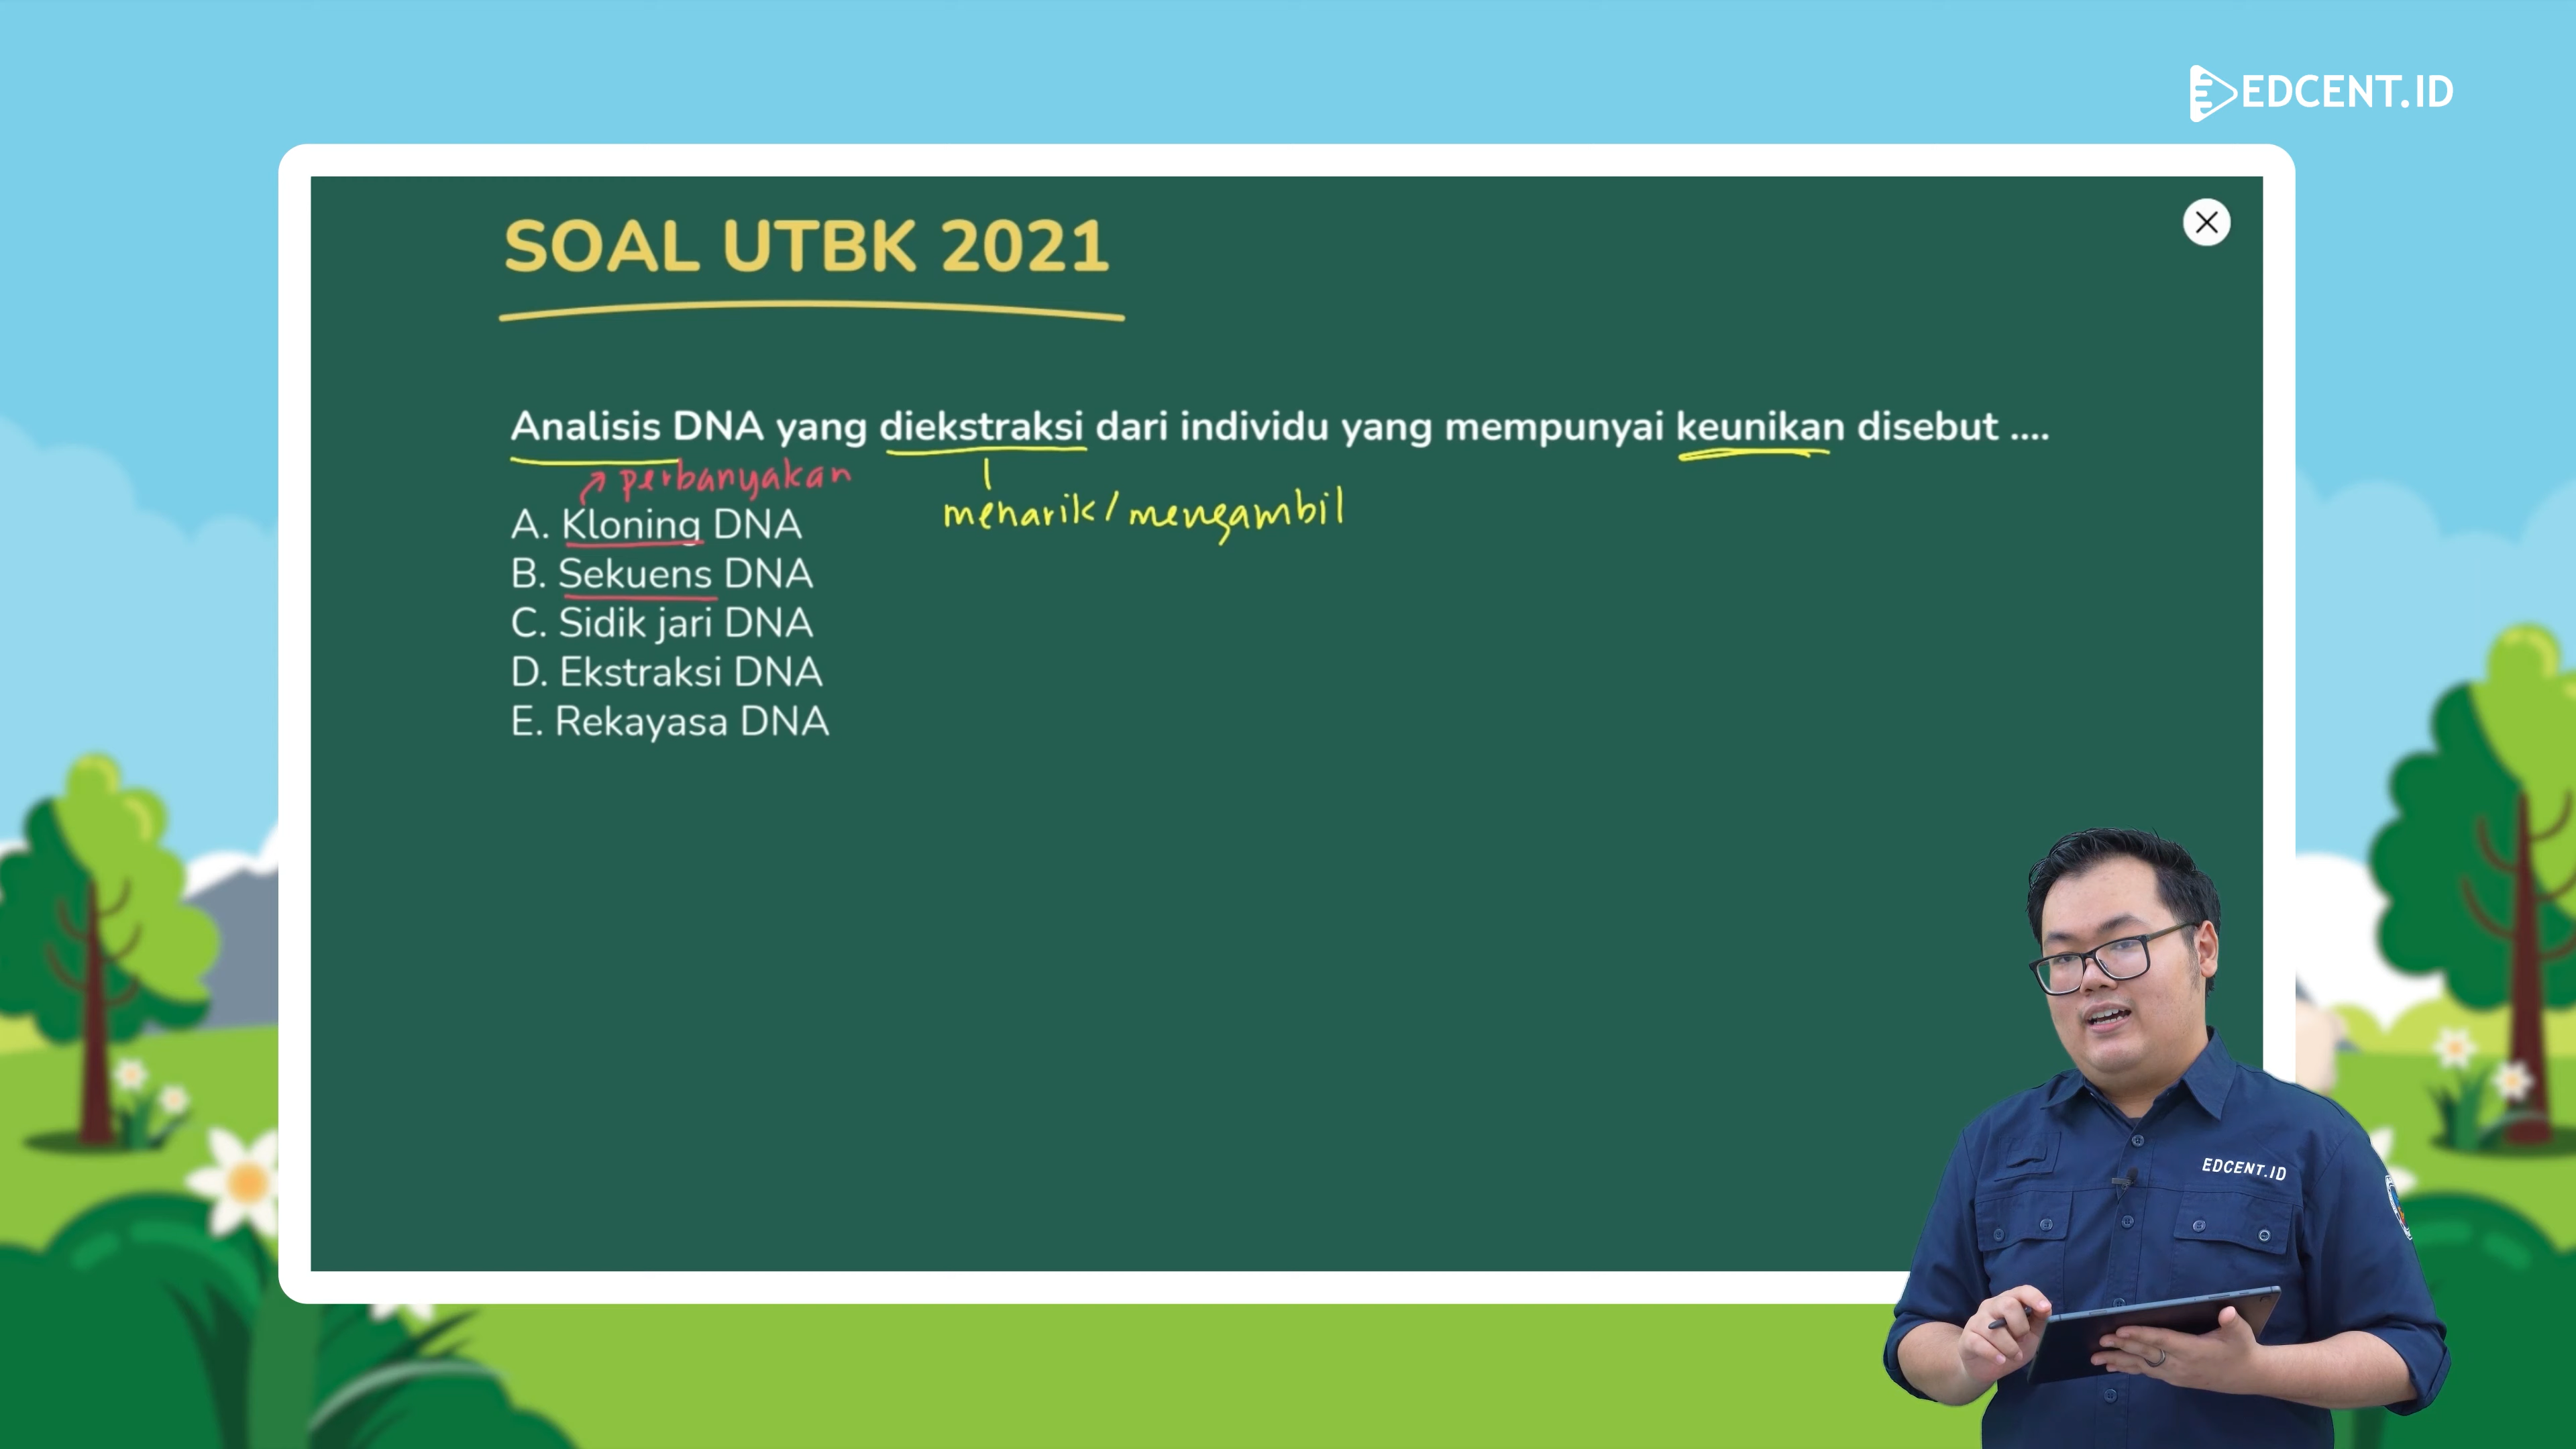 EDCENT.ID
SOAL UTBK 2021
Analisis DNA yang diekstraksi dari individu yang mempunyai keunikan disebut ....
perbanyakan
menarik/mengambil
A. Kloning DNA
B. Sekuens DNA
C. Sidik jari DNA
D. Ekstraksi DNA
E. Rekayasa DNA
EDCENT.ID